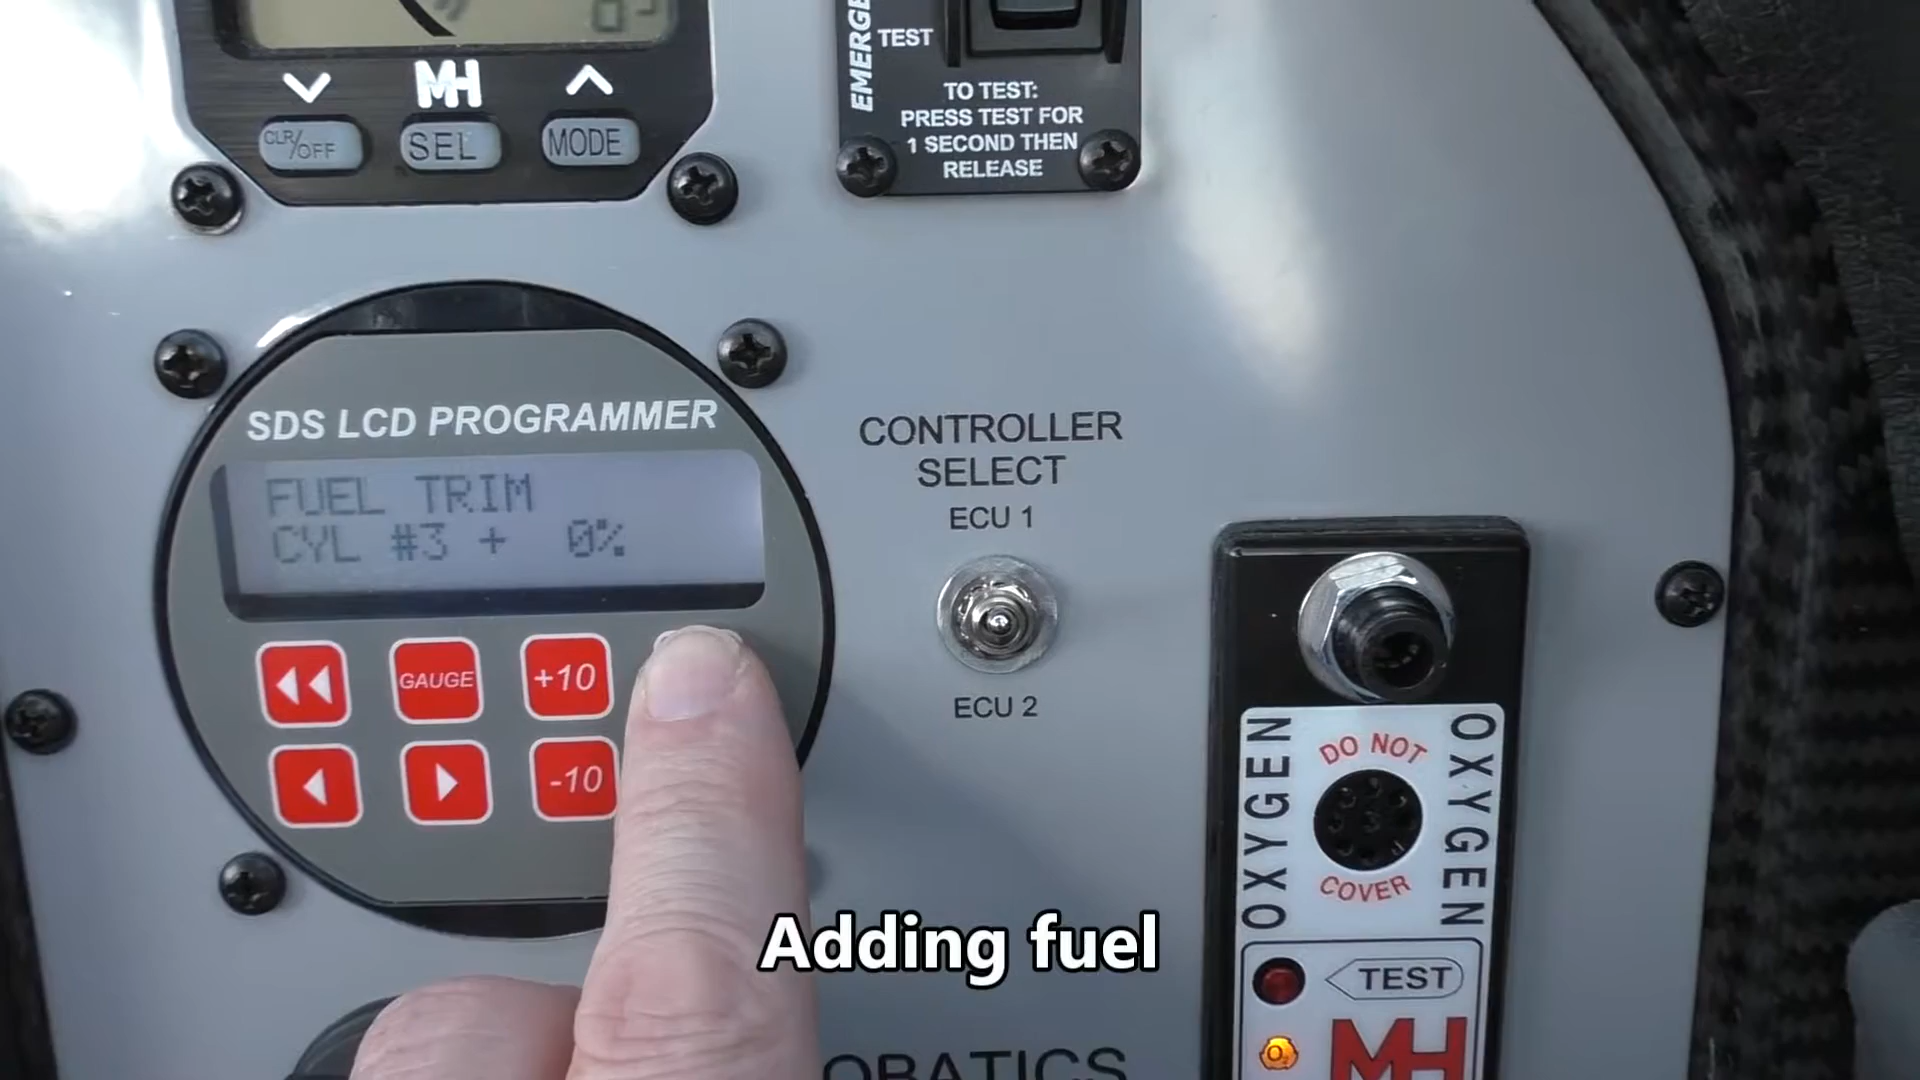 CLR/OFF
MH
SEL
MODE
TEST
TO TEST:
PRESS TEST FOR
1 SECOND THEN
RELEASE
SDS LCD PROGRAMMER
FUEL TRIM
CYL #3 + 0%
GAUGE
+10
-10
CONTROLLER
SELECT
ECU 1
ECU 2
OXYGEN
DO NOT
COVER
OXYGEN
TEST
MH
Adding fuel